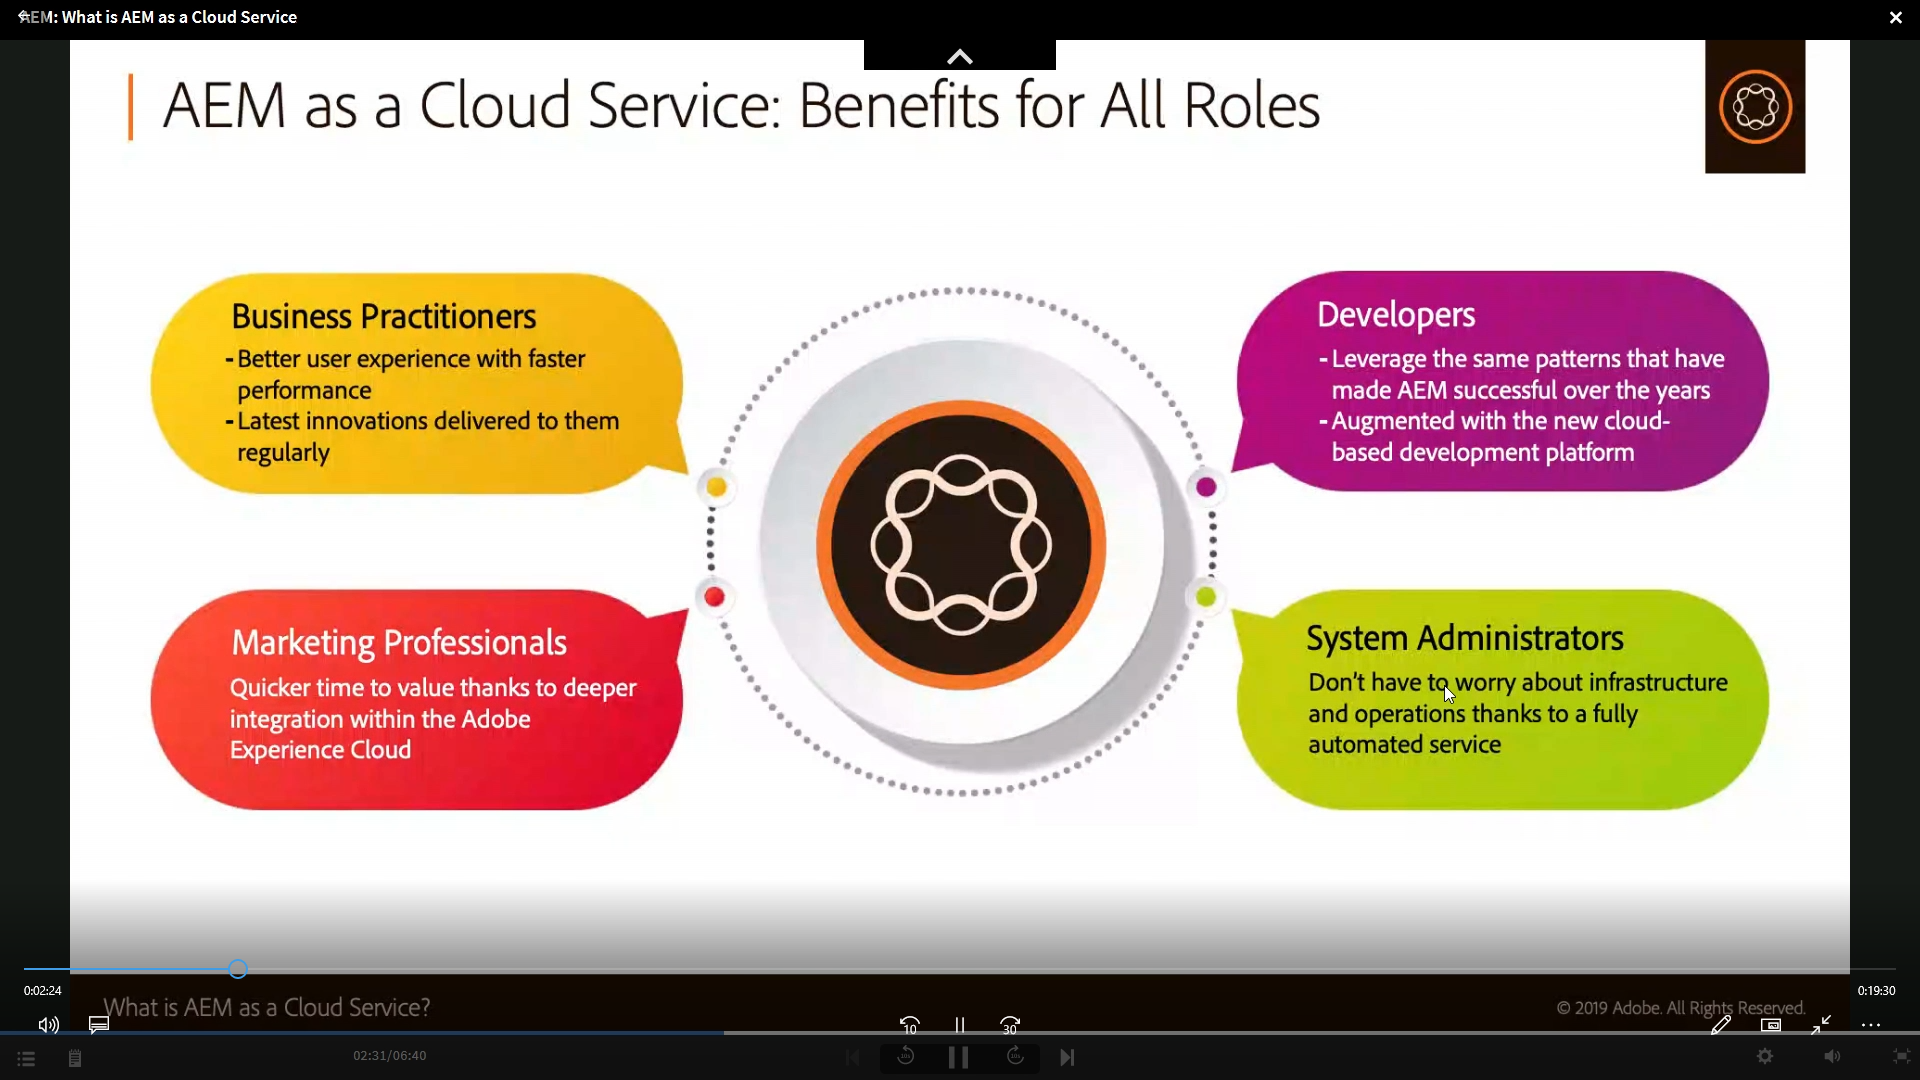 AEM: What is AEM as a Cloud Service
AEM as a Cloud Service: Benefits for All Roles
Business Practitioners
- Better user experience with faster
performance
- Latest innovations delivered to them
regularly
Developers
- Leverage the same patterns that have
made AEM successful over the years
- Augmented with the new cloud-
based development platform
Marketing Professionals
Quicker time to value thanks to deeper
integration within the Adobe
Experience Cloud
System Administrators
Don't have to worry about infrastructure
and operations thanks to a fully
automated service
0:02:24
0:19:30
What is AEM as a Cloud Service?
© 2019 Adobe. All Rights Reserved.
10
30
02:31/06:40